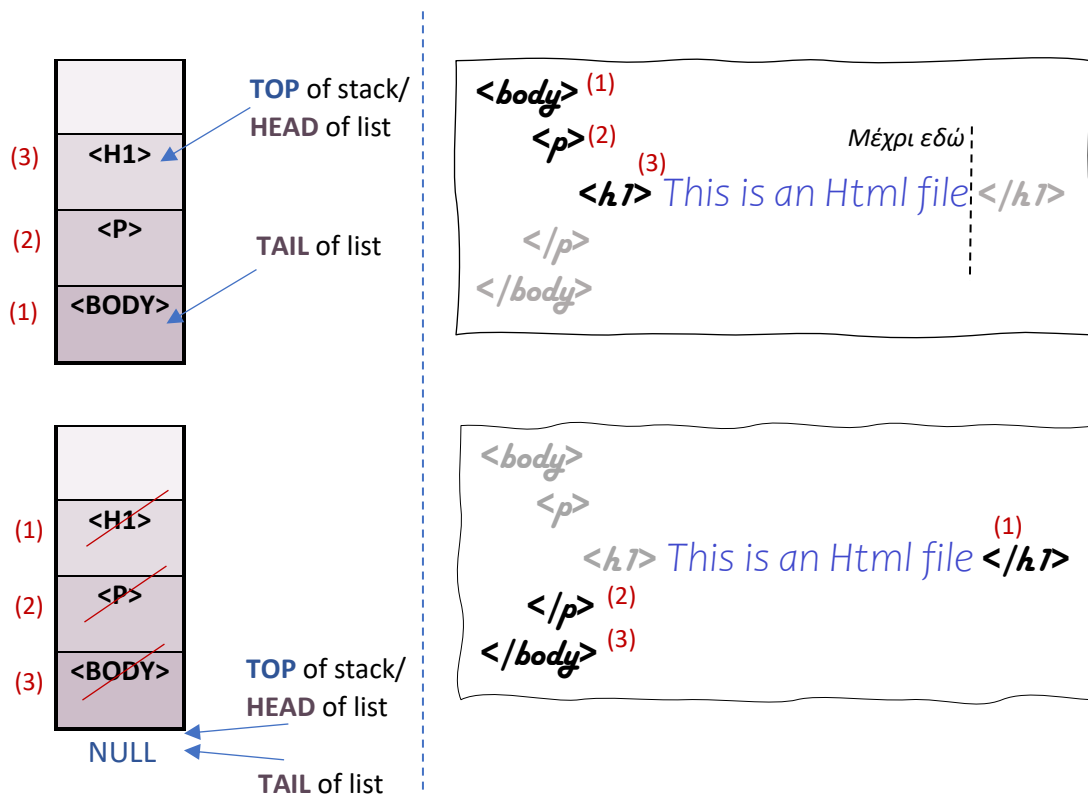 TOP of stack/
HEAD of list
(3) <H1>
(2) <P>
TAIL of list
(1) <BODY>
<body> (1)
<p> (2)
Μέχρι εδώ
<h1> (3) This is an Html file </h1>
</p>
</body>
(1) <H1>
(2) <P>
(3) <BODY>
TOP of stack/
HEAD of list
NULL
TAIL of list
<body>
<p>
<h1> This is an Html file </h1> (1)
</p> (2)
</body> (3)